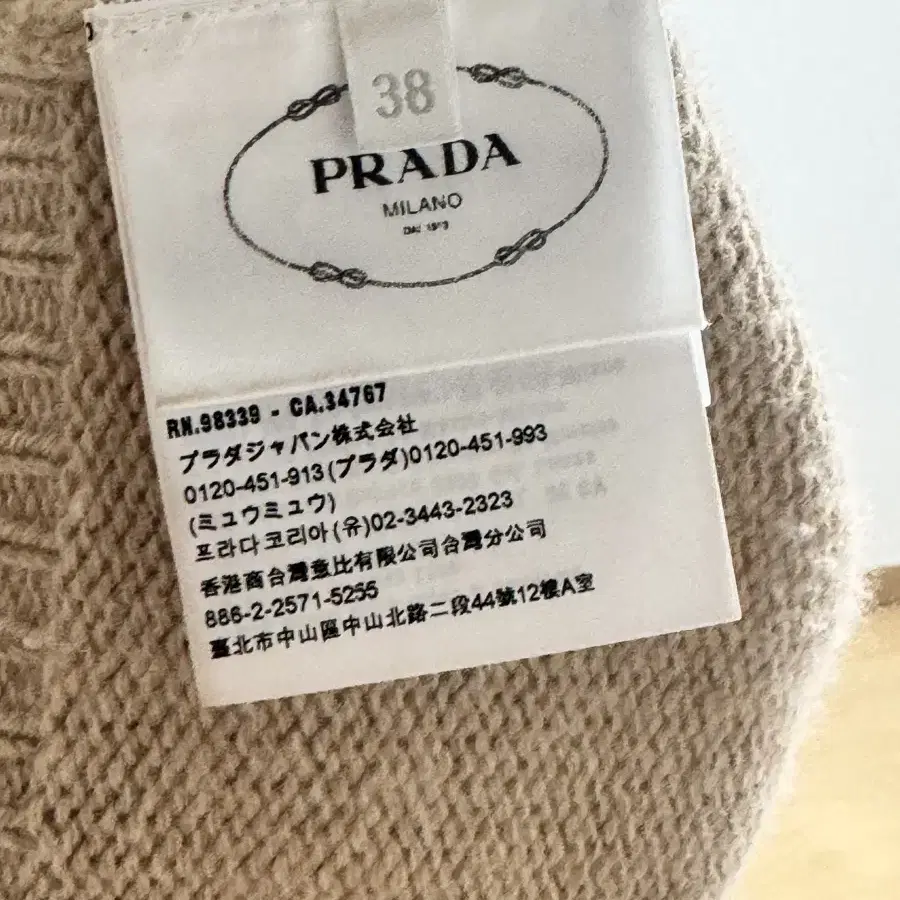 38
PRADA
MILANO
DAL 1913
RN.98339 - CA.34767
プラダジャパン株式会社
0120-451-913(プラダ)0120-451-993
(ミュウミュウ)
프라다코리아(유)02-3443-2323
香港商台灣意比有限公司台灣分公司
886-2-2571-5255
臺北市中山區中山北路二段44號12樓A室